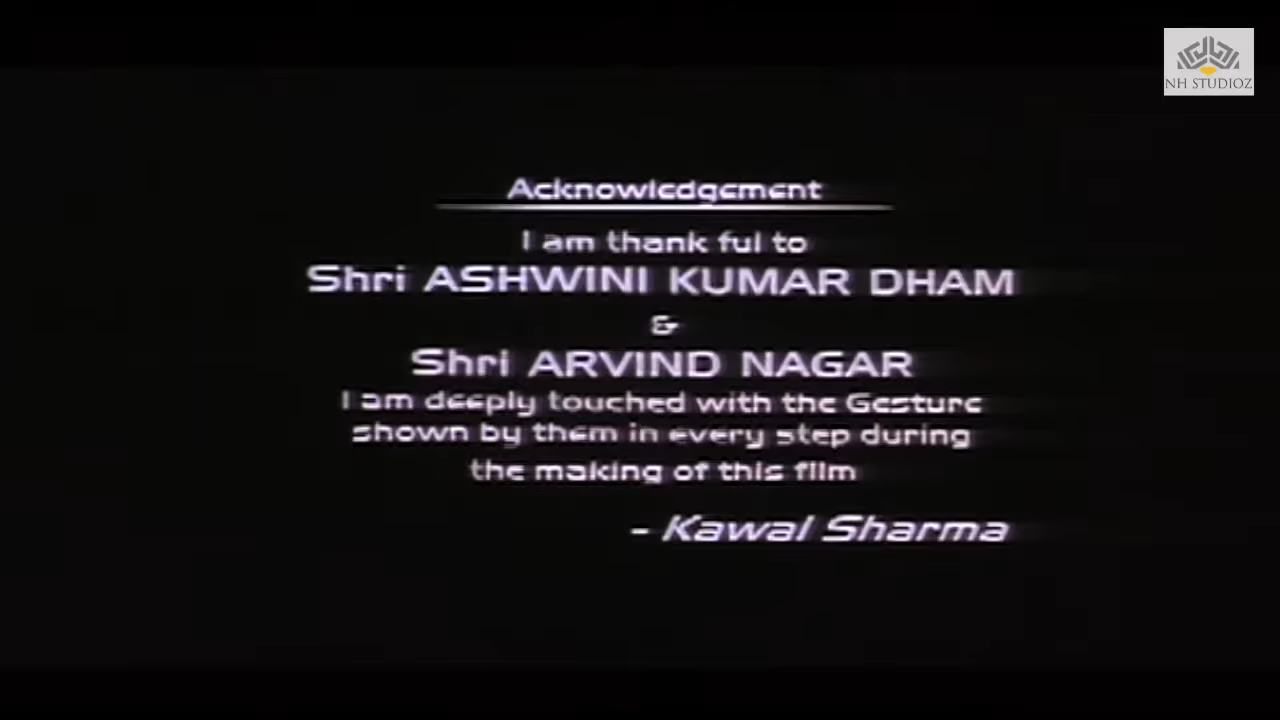 NH STUDIOZ
Acknowledgement
I am thank ful to
Shri ASHWINI KUMAR DHAM
&
Shri ARVIND NAGAR
I am deeply touched with the Gesture
shown by them in every step during
the making of this film
- Kawal Sharma